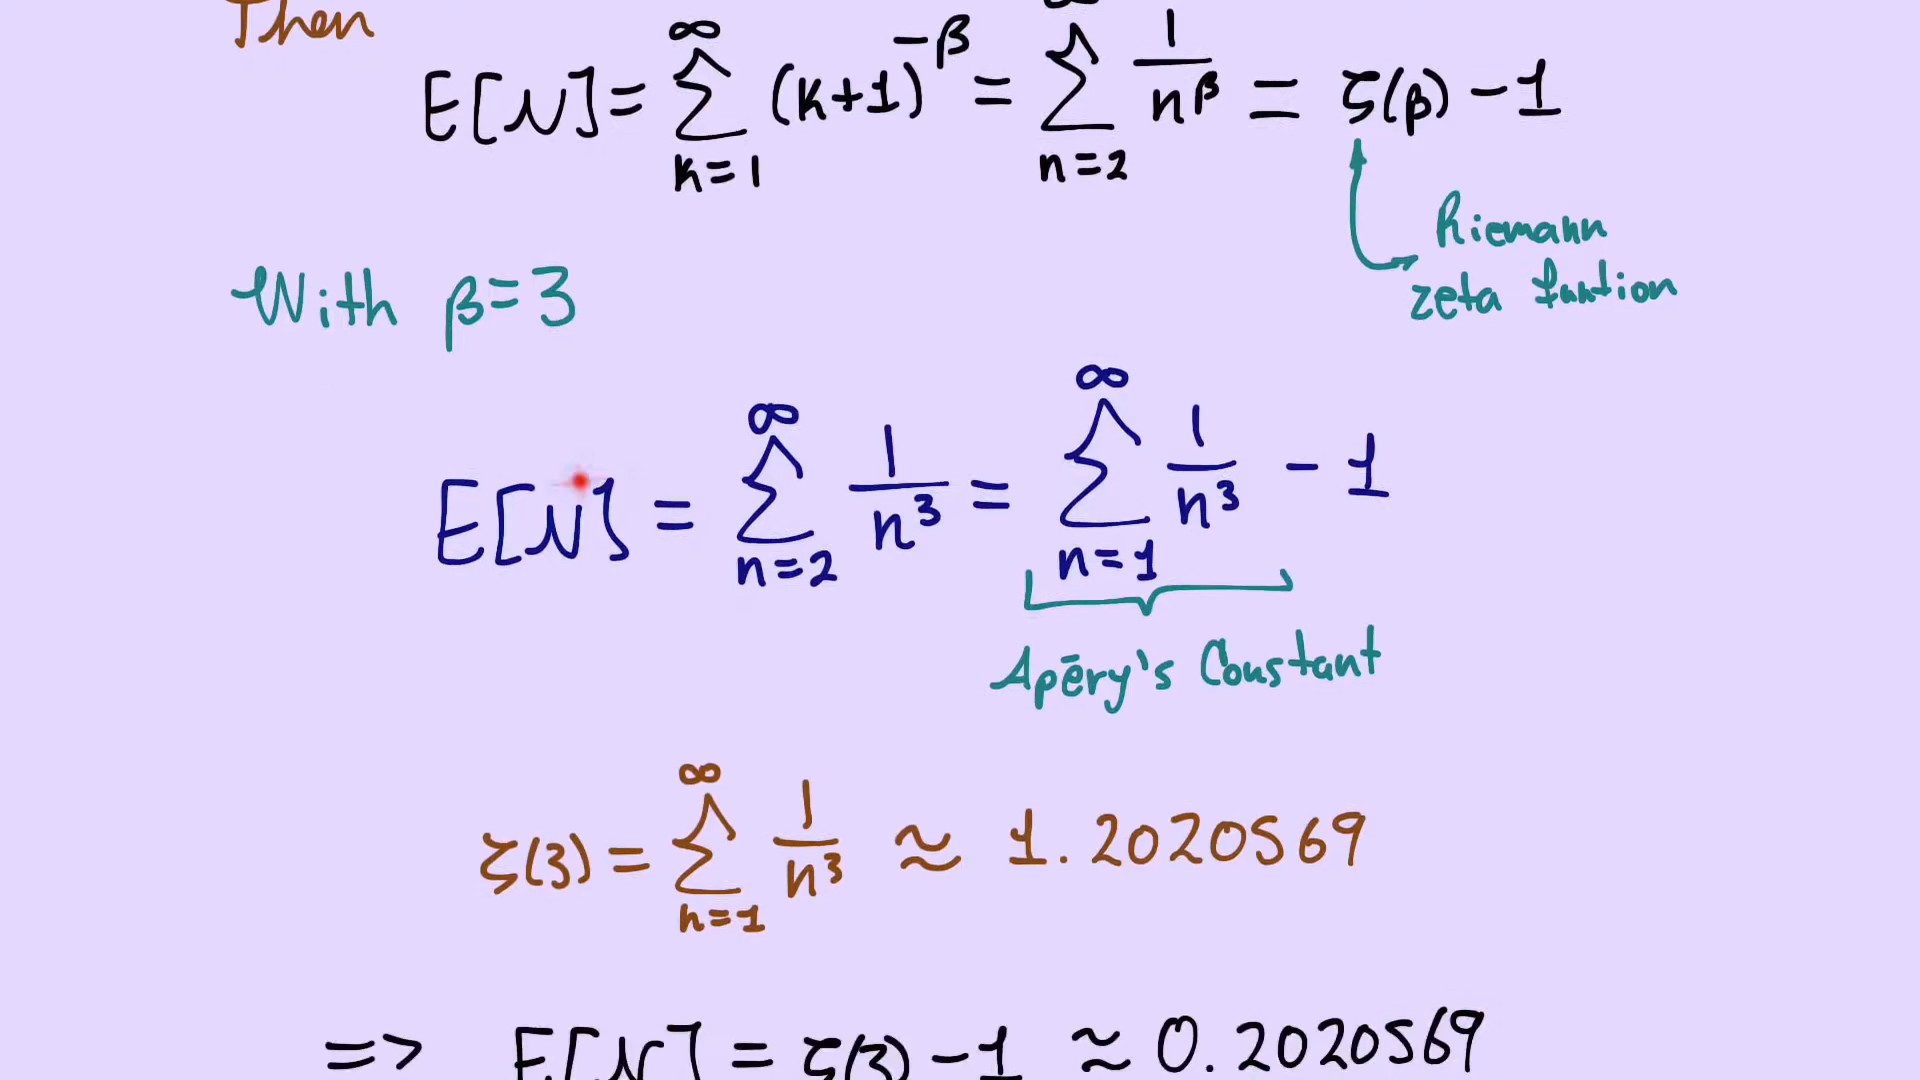 Then
E[N] = ∑_{k=1}^{∞} (k+1)^{-β} = ∑_{n=2}^{∞} 1/n^β = ζ(β) - 1
Riemann
zeta funtion
With β=3
E[N] = ∑_{n=2}^{∞} 1/n^3 = ∑_{n=1}^{∞} 1/n^3 - 1
Apēry's Constant
ζ(3) = ∑_{n=1}^{∞} 1/n^3 ≈ 1.2020569
=> E[N] = ζ(3) - 1 ≈ 0.2020569